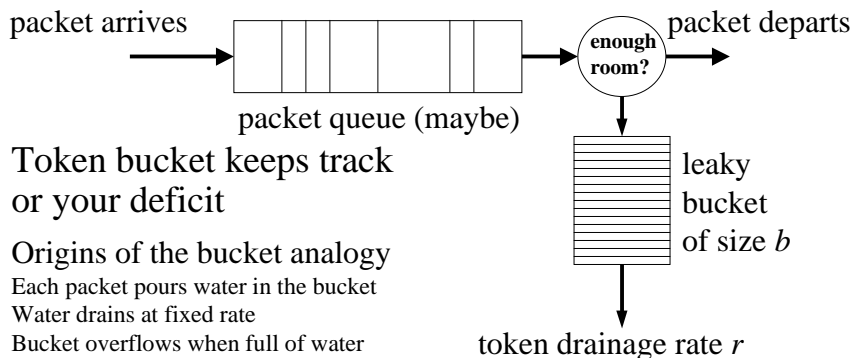 packet arrives
packet departs
enough
room?
packet queue (maybe)
Token bucket keeps track
or your deficit
leaky
bucket
of size b
Origins of the bucket analogy
Each packet pours water in the bucket
Water drains at fixed rate
Bucket overflows when full of water
token drainage rate r